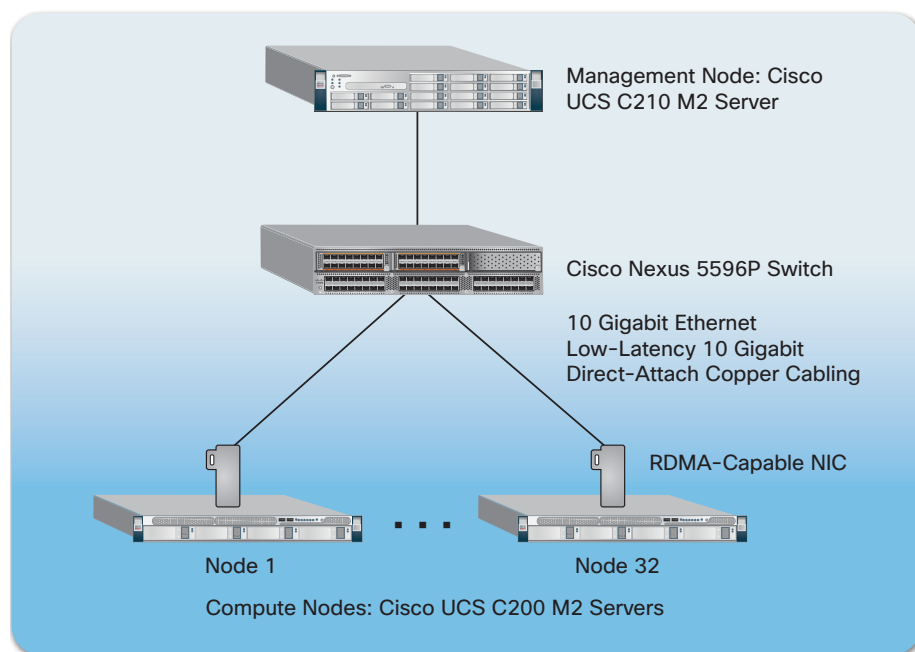 Management Node: Cisco
UCS C210 M2 Server
Cisco Nexus 5596P Switch
10 Gigabit Ethernet
Low-Latency 10 Gigabit
Direct-Attach Copper Cabling
RDMA-Capable NIC
Node 1
Node 32
Compute Nodes: Cisco UCS C200 M2 Servers